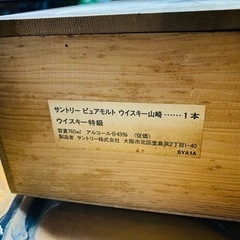 サントリー ピュアモルト ウイスキー山崎……1本
ウイスキー特級
容量760ml アルコール分43% (従価)
製造者 サントリー株式会社 大阪市北区堂島浜2丁目1-40
SYA1A